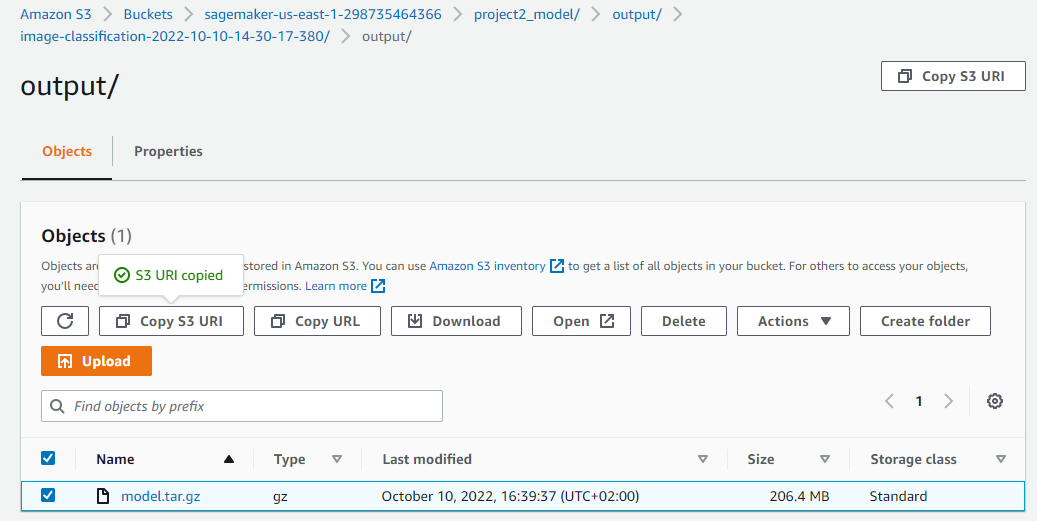 Amazon S3 > Buckets > sagemaker-us-east-1-298735464366 > project2_model/ > output/ >
image-classification-2022-10-10-14-30-17-380/ > output/
output/
Copy S3 URI
Objects
Properties
Objects (1)
S3 URI copied
Objects are stored in Amazon S3. You can use Amazon S3 inventory to get a list of all objects in your bucket. For others to access your objects,
you'll need ermissions. Learn more
Copy S3 URI
Copy URL
Download
Open
Delete
Actions
Create folder
Upload
Find objects by prefix
1
Name Type Last modified Size Storage class
model.tar.gz gz October 10, 2022, 16:39:37 (UTC+02:00) 206.4 MB Standard